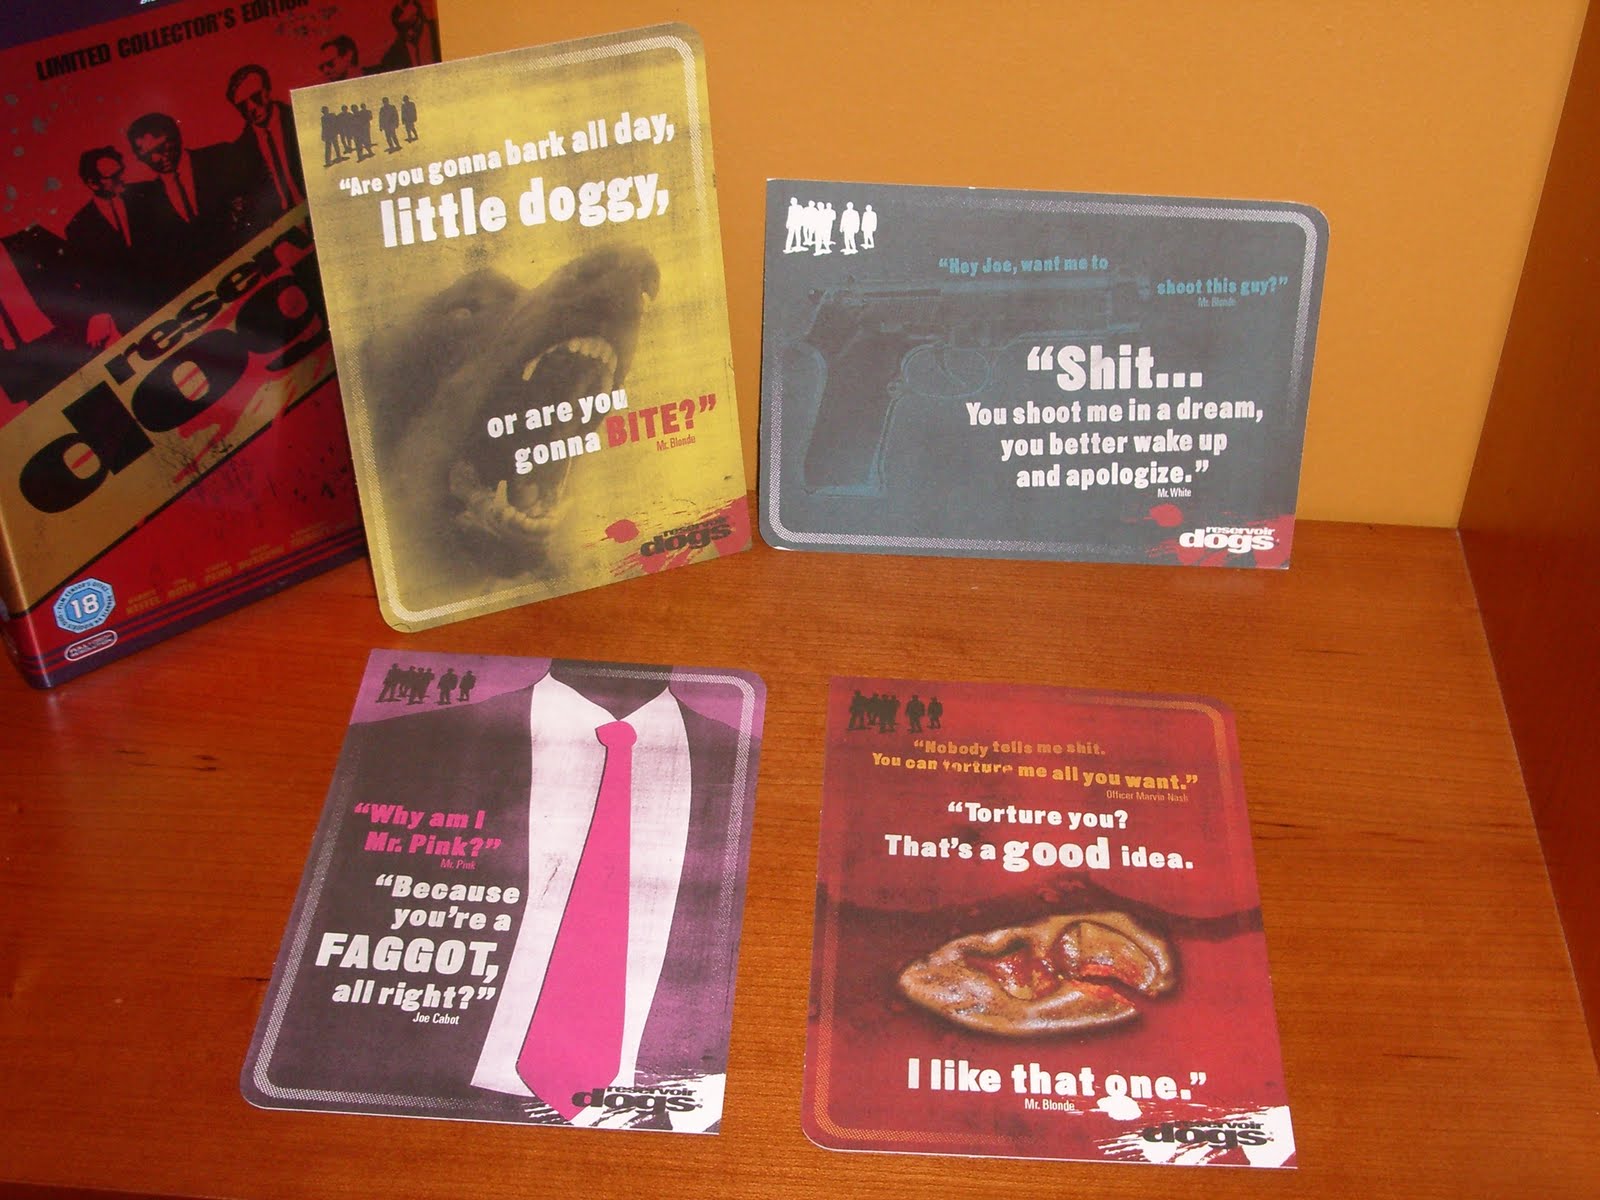 LIMITED COLLECTOR'S EDITION
reser
dog
18
“Are you gonna bark all day,
little doggy,
or are you
gonna BITE?”
Mr. Blonde
reservoir
dogs
“Hey Joe, want me to
shoot this guy?”
Mr. Blonde
“Shit...
You shoot me in a dream,
you better wake up
and apologize.”
Mr. White
reservoir
dogs
“Why am I
Mr. Pink?”
Mr. Pink
“Because
you're a
FAGGOT,
all right?”
Joe Cabot
reservoir
dogs
“Nobody tells me shit.
You can torture me all you want.”
Officer Marvin Nash
“Torture you?
That's a good idea.
I like that one.”
Mr. Blonde
reservoir
dogs